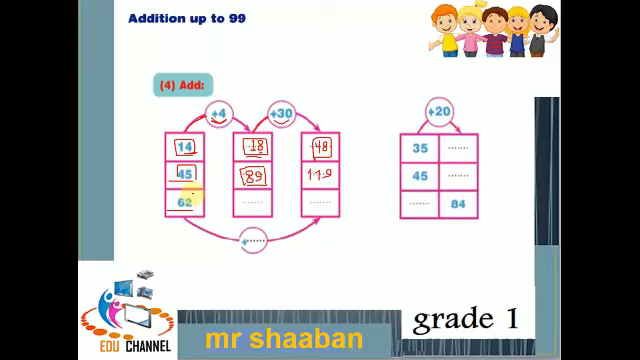 Addition up to 99
(4) Add:
+4 +30 +20
14 18 48 35 ......
45 89 45 ......
62 ...... ...... ...... 84
+......
EDU CHANNEL
mr shaaban
grade 1